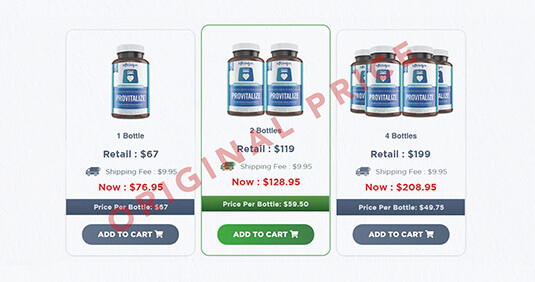 PROVITALIZE
1 Bottle
Retail : $67
Shipping Fee : $9.95
Now : $76.95
Price Per Bottle: $67
ADD TO CART
PROVITALIZE
PROVITALIZE
2 Bottles
Retail : $119
Shipping Fee : $9.95
Now : $128.95
Price Per Bottle: $59.50
ADD TO CART
PROVITALIZE
PROVITALIZE
4 Bottles
Retail : $199
Shipping Fee : $9.95
Now : $208.95
Price Per Bottle: $49.75
ADD TO CART
ORIGINAL PRICE